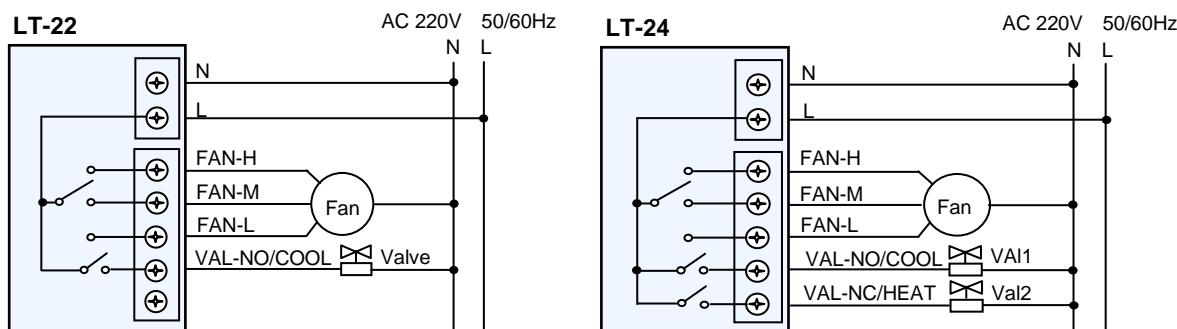 LT-22
AC 220V 50/60Hz
N L
N
L
FAN-H
FAN-M
FAN-L
Fan
VAL-NO/COOL Valve
LT-24
AC 220V 50/60Hz
N L
N
L
FAN-H
FAN-M
FAN-L
Fan
VAL-NO/COOL VAl1
VAL-NC/HEAT Val2